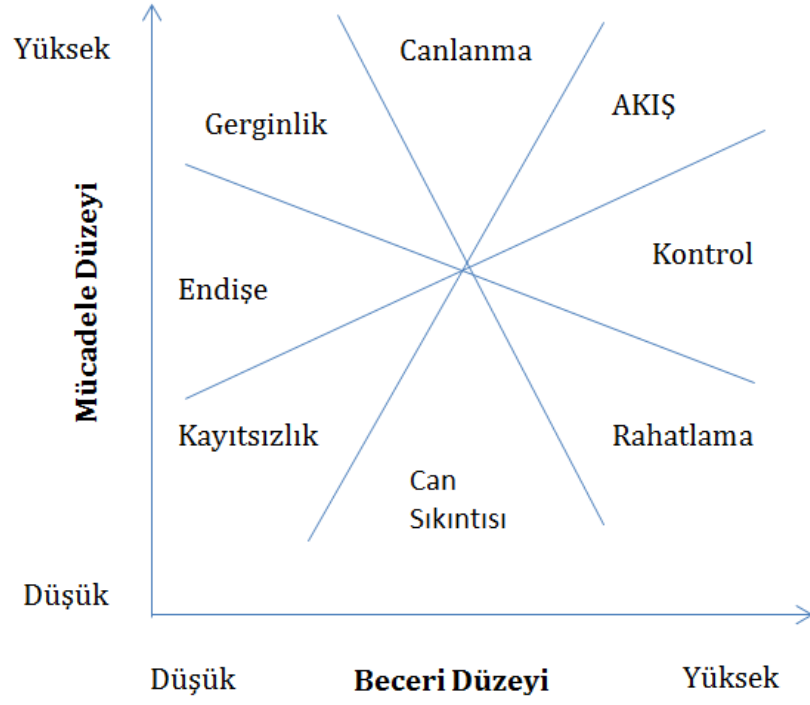 Yüksek
Canlanma
AKIŞ
Gerginlik
Mücadele Düzeyi
Kontrol
Endişe
Kayıtsızlık
Rahatlama
Can
Sıkıntısı
Düşük
Düşük
Beceri Düzeyi
Yüksek